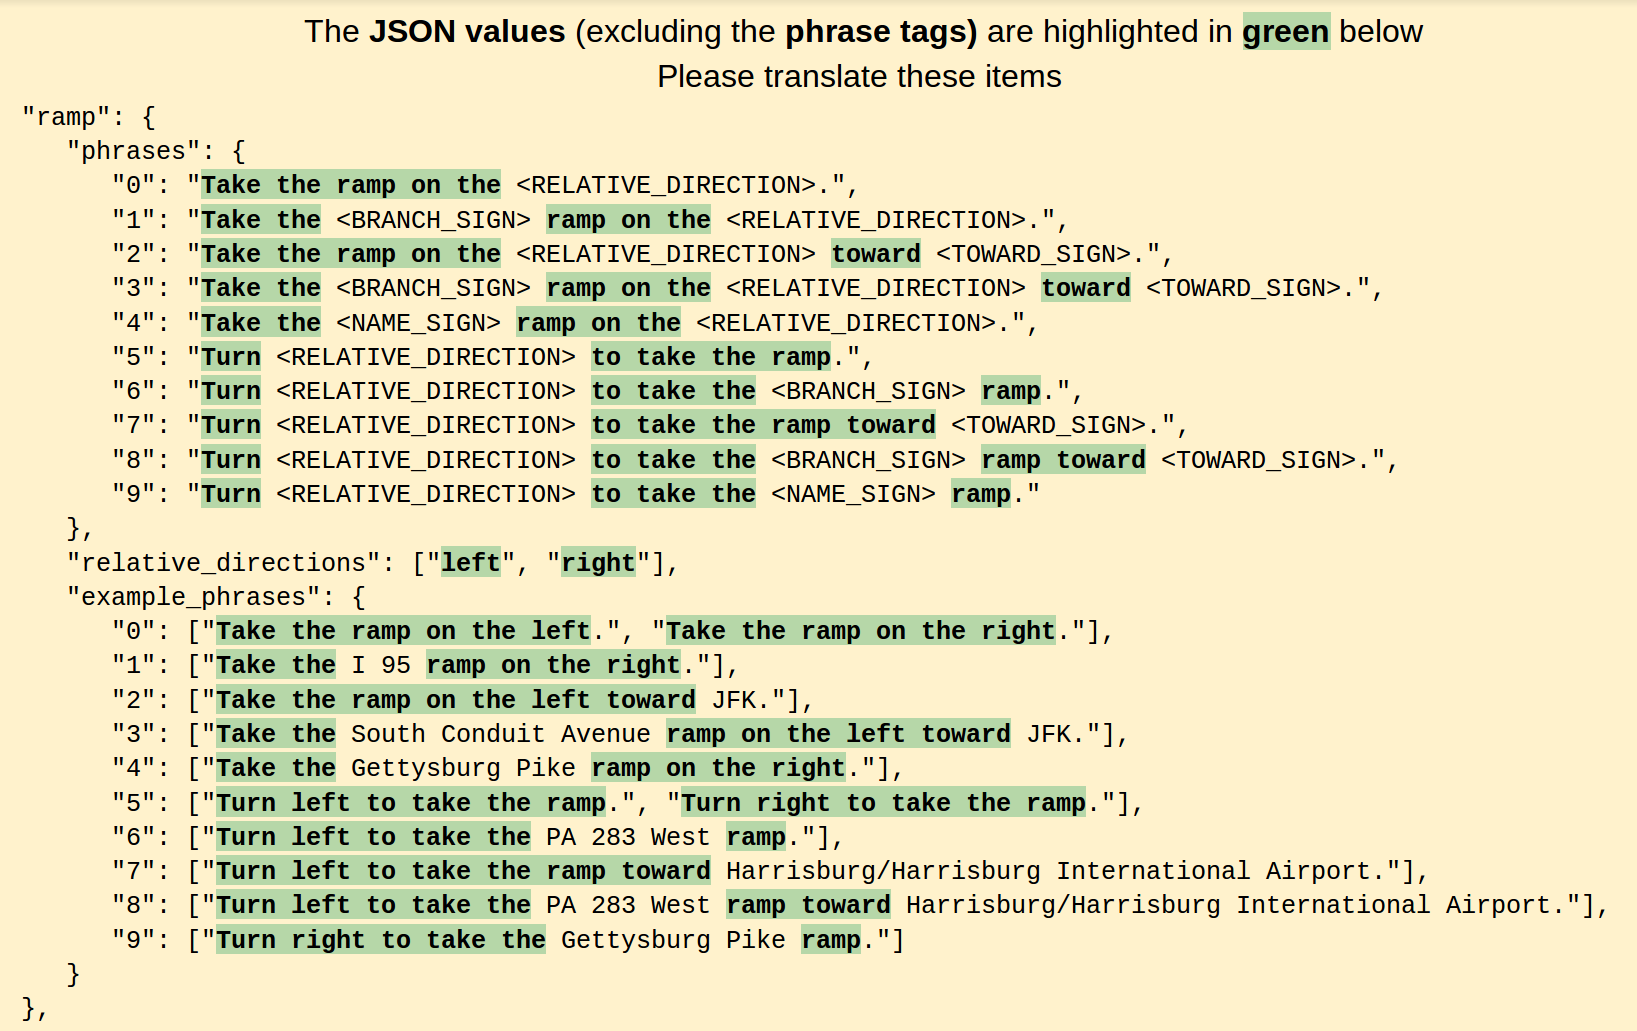 The JSON values (excluding the phrase tags) are highlighted in green below
Please translate these items
"ramp": {
"phrases": {
"0": "Take the ramp on the <RELATIVE_DIRECTION>.",
"1": "Take the <BRANCH_SIGN> ramp on the <RELATIVE_DIRECTION>.",
"2": "Take the ramp on the <RELATIVE_DIRECTION> toward <TOWARD_SIGN>.",
"3": "Take the <BRANCH_SIGN> ramp on the <RELATIVE_DIRECTION> toward <TOWARD_SIGN>.",
"4": "Take the <NAME_SIGN> ramp on the <RELATIVE_DIRECTION>.",
"5": "Turn <RELATIVE_DIRECTION> to take the ramp.",
"6": "Turn <RELATIVE_DIRECTION> to take the <BRANCH_SIGN> ramp.",
"7": "Turn <RELATIVE_DIRECTION> to take the ramp toward <TOWARD_SIGN>.",
"8": "Turn <RELATIVE_DIRECTION> to take the <BRANCH_SIGN> ramp toward <TOWARD_SIGN>.",
"9": "Turn <RELATIVE_DIRECTION> to take the <NAME_SIGN> ramp."
},
"relative_directions": ["left", "right"],
"example_phrases": {
"0": ["Take the ramp on the left.", "Take the ramp on the right."],
"1": ["Take the I 95 ramp on the right."],
"2": ["Take the ramp on the left toward JFK."],
"3": ["Take the South Conduit Avenue ramp on the left toward JFK."],
"4": ["Take the Gettysburg Pike ramp on the right."],
"5": ["Turn left to take the ramp.", "Turn right to take the ramp."],
"6": ["Turn left to take the PA 283 West ramp."],
"7": ["Turn left to take the ramp toward Harrisburg/Harrisburg International Airport."],
"8": ["Turn left to take the PA 283 West ramp toward Harrisburg/Harrisburg International Airport."],
"9": ["Turn right to take the Gettysburg Pike ramp."]
}
},